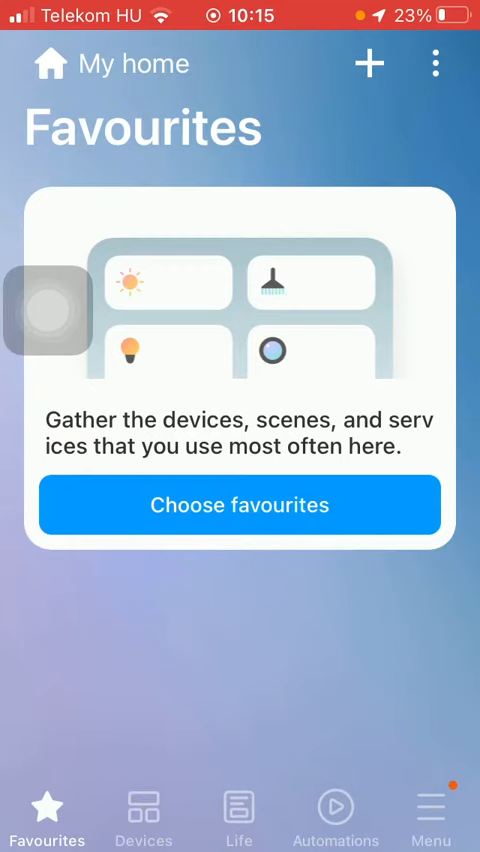 Telekom HU 10:15 23%
My home
Favourites
Gather the devices, scenes, and serv
ices that you use most often here.
Choose favourites
Favourites Devices Life Automations Menu